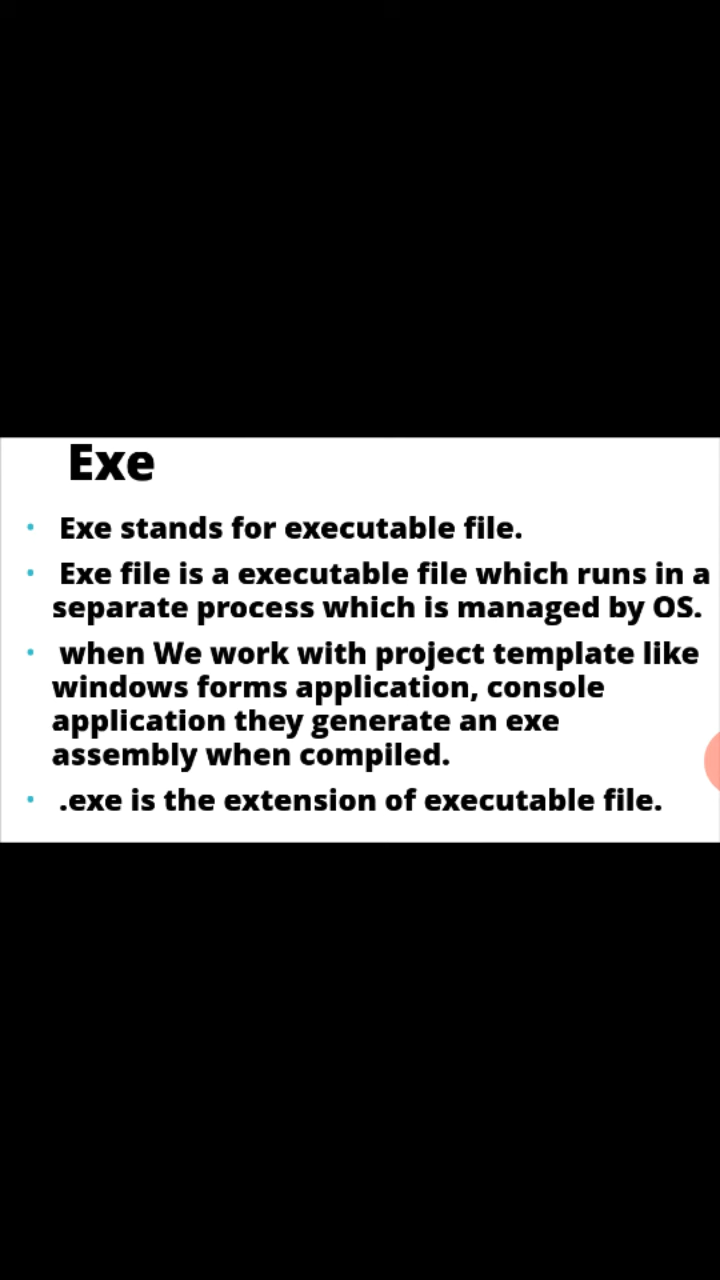 Exe
• Exe stands for executable file.
• Exe file is a executable file which runs in a
separate process which is managed by OS.
• when We work with project template like
windows forms application, console
application they generate an exe
assembly when compiled.
• .exe is the extension of executable file.